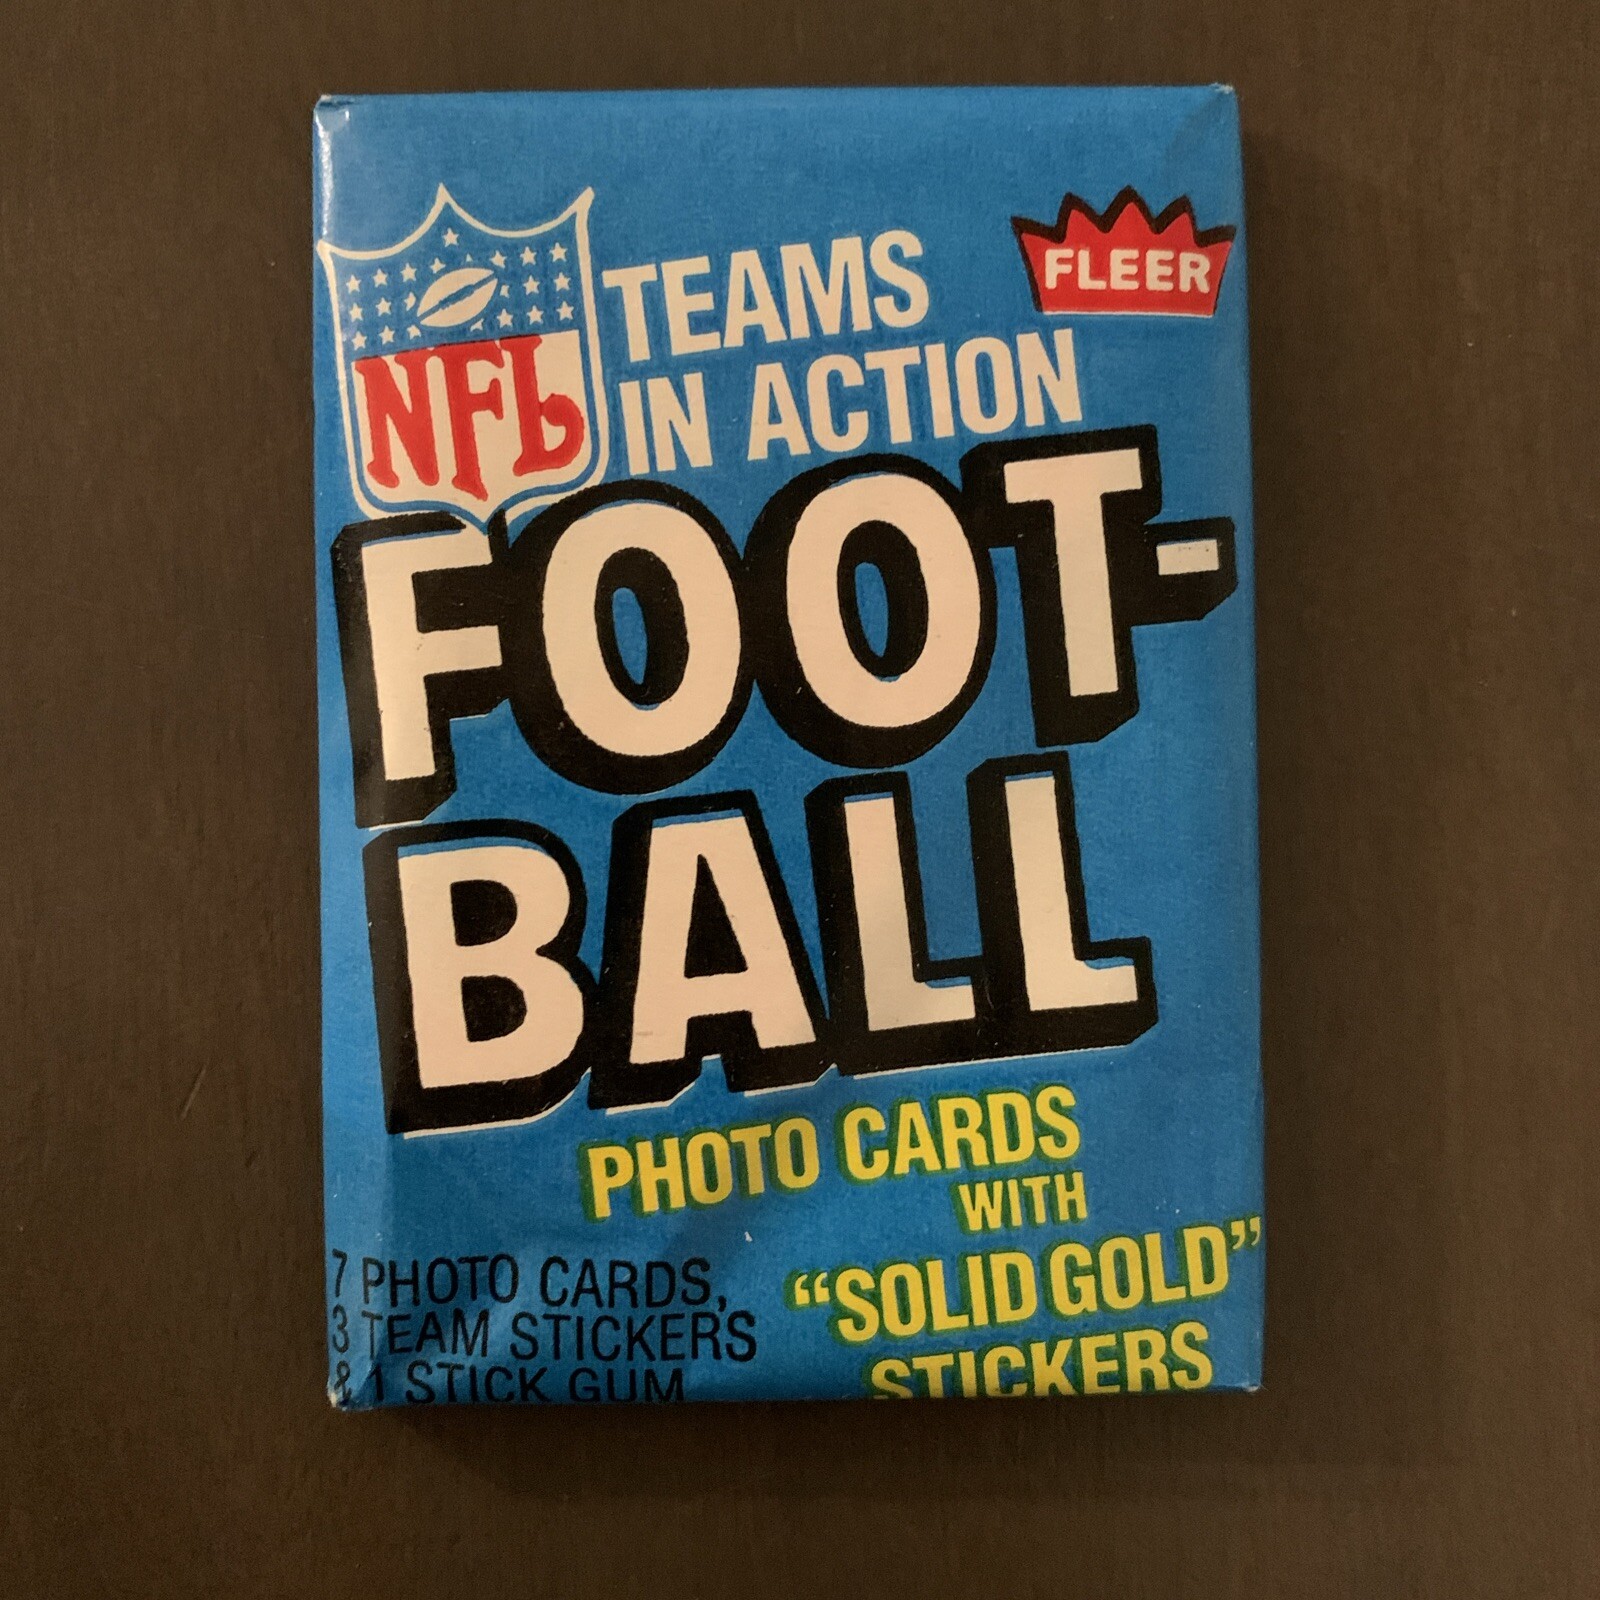 NFL
TEAMS
IN ACTION
FLEER
FOOT-
BALL
PHOTO CARDS
WITH
“SOLID GOLD”
STICKERS
7 PHOTO CARDS,
3 TEAM STICKERS
& 1 STICK GUM